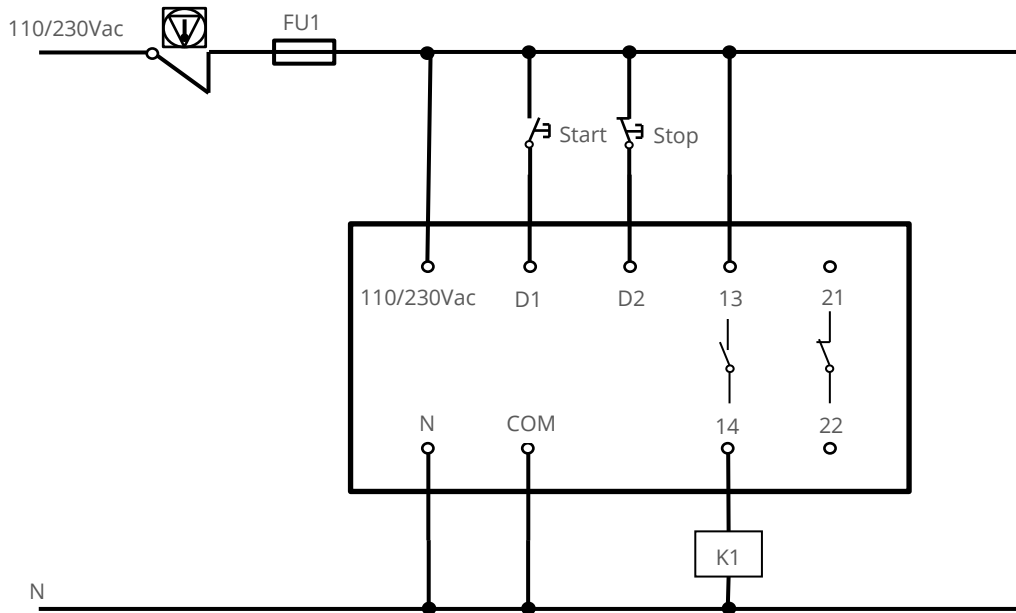 110/230Vac
FU1
Start
Stop
110/230Vac
D1
D2
13
21
N
COM
14
22
K1
N